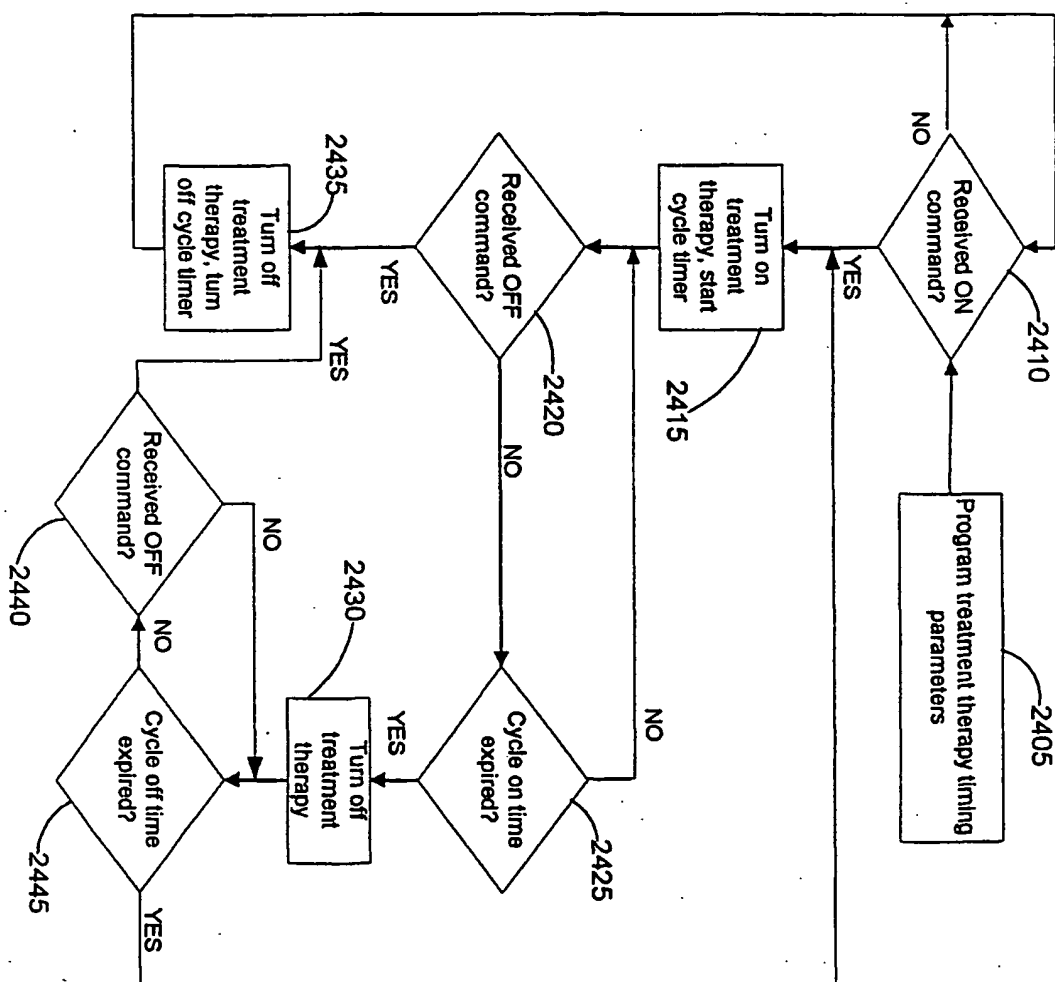 2405
Program treatment therapy timing
parameters
2410
Received ON
command?
NO
YES
2415
Turn on
treatment
therapy, start
cycle timer
2420
Received OFF
command?
NO
YES
2425
Cycle on time
expired?
NO
YES
2430
Turn off
treatment
therapy
2435
Turn off
treatment
therapy, turn
off cycle timer
2440
Received OFF
command?
NO
YES
2445
Cycle off time
expired?
NO
YES